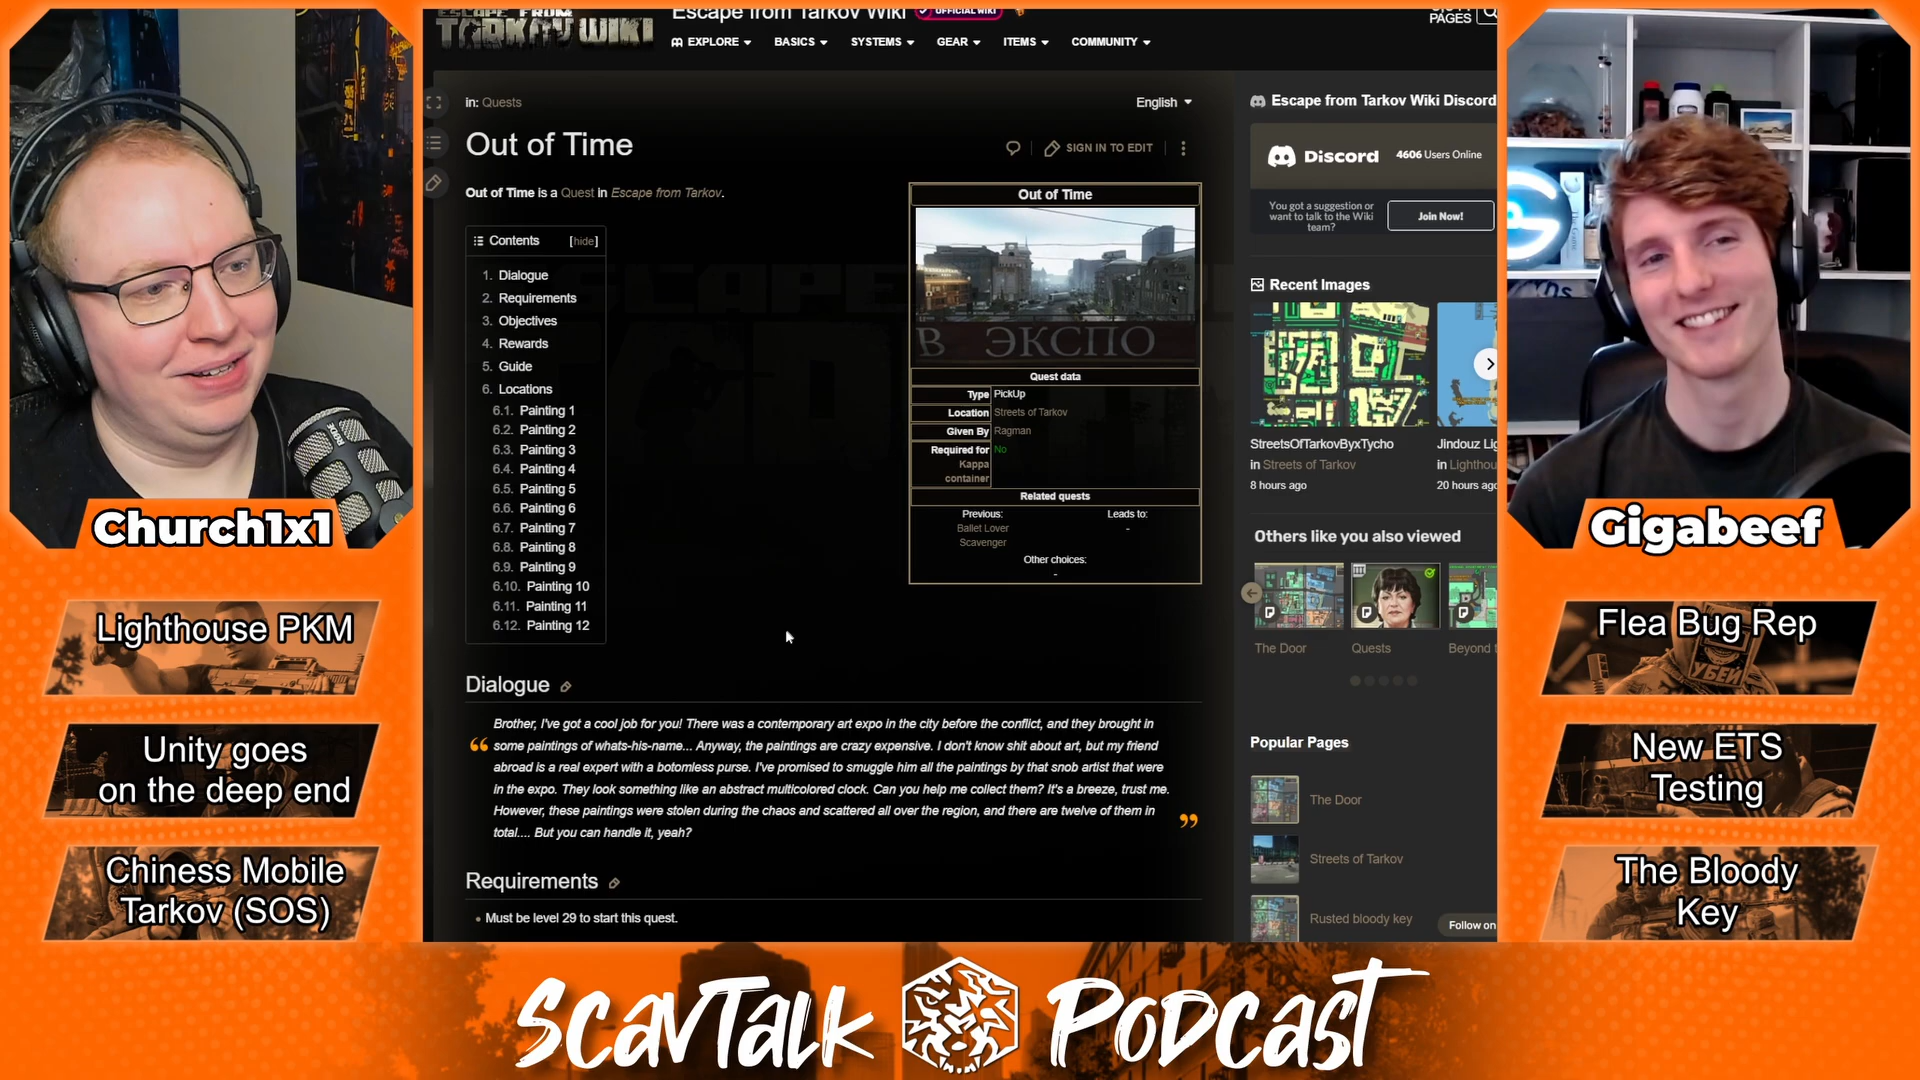 ESCAPE FROM
TARKOV WIKI
Escape from Tarkov Wiki
OFFICIAL WIKI
PAGES
EXPLORE
BASICS
SYSTEMS
GEAR
ITEMS
COMMUNITY
in: Quests
English
Out of Time
SIGN IN TO EDIT
Out of Time is a Quest in Escape from Tarkov.
Contents [hide]
1. Dialogue
2. Requirements
3. Objectives
4. Rewards
5. Guide
6. Locations
6.1. Painting 1
6.2. Painting 2
6.3. Painting 3
6.4. Painting 4
6.5. Painting 5
6.6. Painting 6
6.7. Painting 7
6.8. Painting 8
6.9. Painting 9
6.10. Painting 10
6.11. Painting 11
6.12. Painting 12
Out of Time
В ЭКСПО
Quest data
Type PickUp
Location Streets of Tarkov
Given By Ragman
Required for No
Kappa
container
Related quests
Previous: Leads to:
Ballet Lover -
Scavenger
Other choices:
-
Dialogue
Brother, I've got a cool job for you! There was a contemporary art expo in the city before the conflict, and they brought in
“ some paintings of whats-his-name... Anyway, the paintings are crazy expensive. I don't know shit about art, but my friend
abroad is a real expert with a botomless purse. I've promised to smuggle him all the paintings by that snob artist that were
in the expo. They look something like an abstract multicolored clock. Can you help me collect them? It's a breeze, trust me.
However, these paintings were stolen during the chaos and scattered all over the region, and there are twelve of them in
total.... But you can handle it, yeah? ”
Requirements
• Must be level 29 to start this quest.
Escape from Tarkov Wiki Discord
Discord 4606 Users Online
You got a suggestion or
want to talk to the Wiki
team?
Join Now!
Recent Images
StreetsOfTarkovByxTycho
in Streets of Tarkov
8 hours ago
Jindouz Lig
in Lighthou
20 hours ago
Others like you also viewed
The Door
Quests
Beyond t
Popular Pages
The Door
Streets of Tarkov
Rusted bloody key
Follow on
RØDE
Church1x1
Lighthouse PKM
Unity goes
on the deep end
Chiness Mobile
Tarkov (SOS)
Gigabeef
Flea Bug Rep
УБЕЙ
New ETS
Testing
The Bloody
Key
ScavTalk Podcast